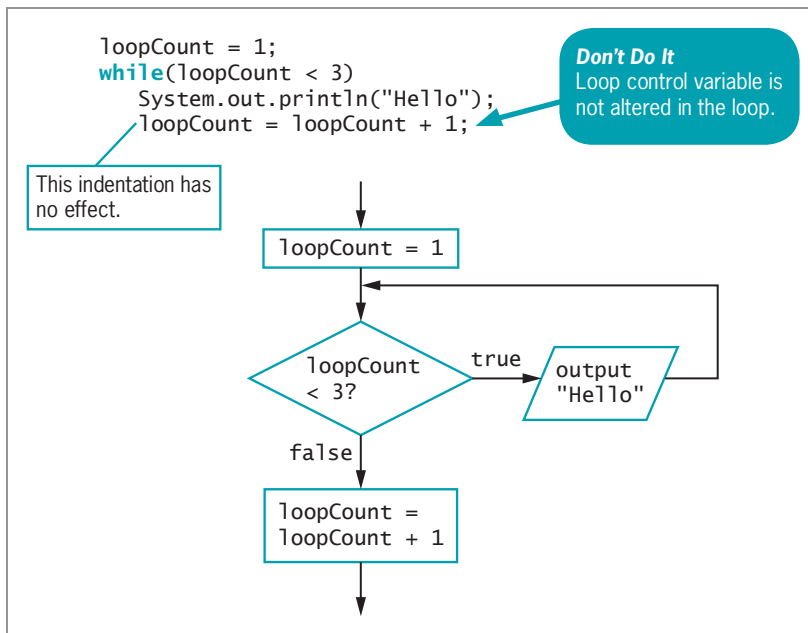 loopCount = 1;
while(loopCount < 3)
System.out.println("Hello");
loopCount = loopCount + 1;
Don't Do It
Loop control variable is
not altered in the loop.
This indentation has
no effect.
loopCount = 1
loopCount
< 3?
true
output
"Hello"
false
loopCount =
loopCount + 1